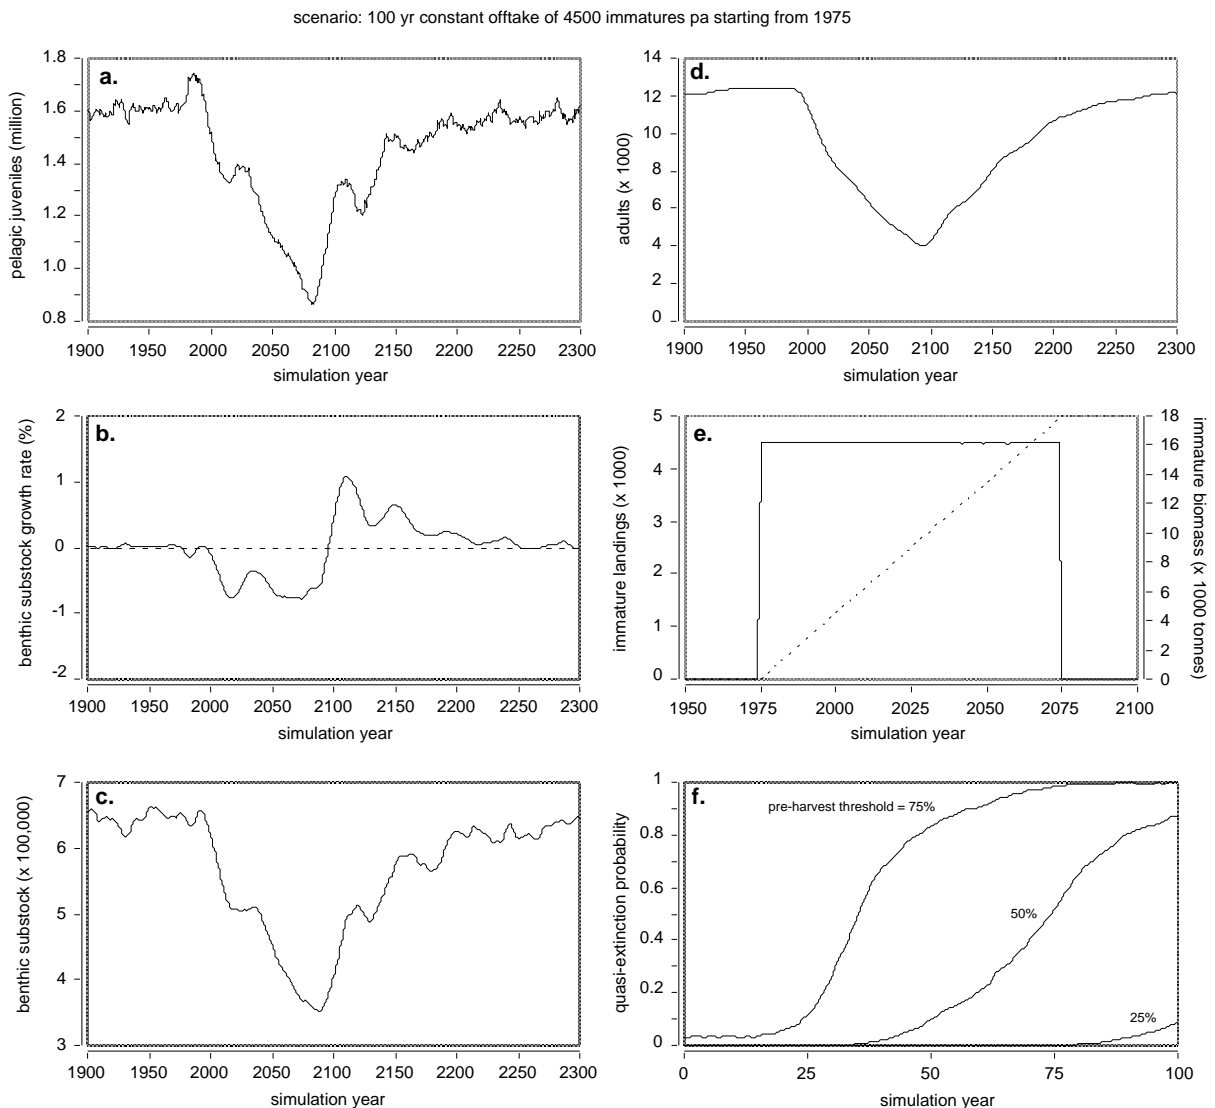 scenario: 100 yr constant offtake of 4500 immatures pa starting from 1975
a.
pelagic juveniles (million)
1.8
1.6
1.4
1.2
1.0
0.8
1900 1950 2000 2050 2100 2150 2200 2250 2300
simulation year
d.
adults (x 1000)
14
12
10
8
6
4
2
0
1900 1950 2000 2050 2100 2150 2200 2250 2300
simulation year
b.
benthic substock growth rate (%)
2
1
0
-1
-2
1900 1950 2000 2050 2100 2150 2200 2250 2300
simulation year
e.
immature landings (x 1000)
5
4
3
2
1
0
immature biomass (x 1000 tonnes)
18
16
14
12
10
8
6
4
2
0
1950 1975 2000 2025 2050 2075 2100
simulation year
c.
benthic substock (x 100,000)
7
6
5
4
3
1900 1950 2000 2050 2100 2150 2200 2250 2300
simulation year
f.
quasi-extinction probability
1
0.8
0.6
0.4
0.2
0
pre-harvest threshold = 75%
50%
25%
0 25 50 75 100
simulation year